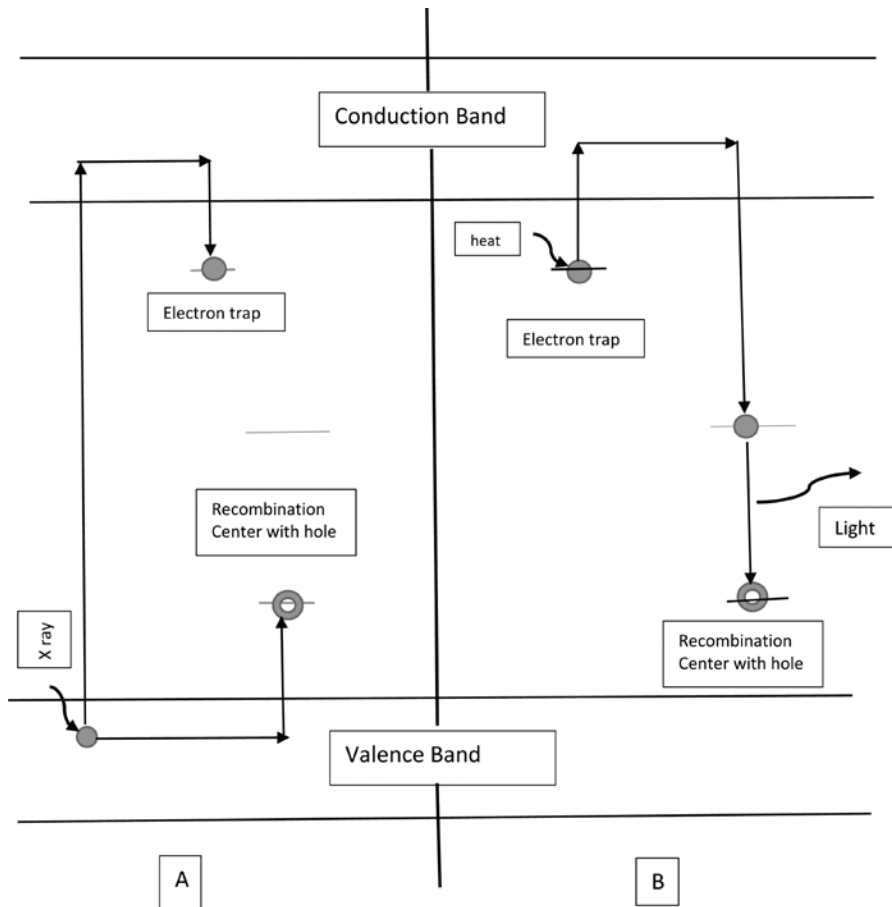 Conduction Band
heat
Electron trap
Electron trap
Recombination
Center with hole
Light
X ray
Recombination
Center with hole
Valence Band
A
B